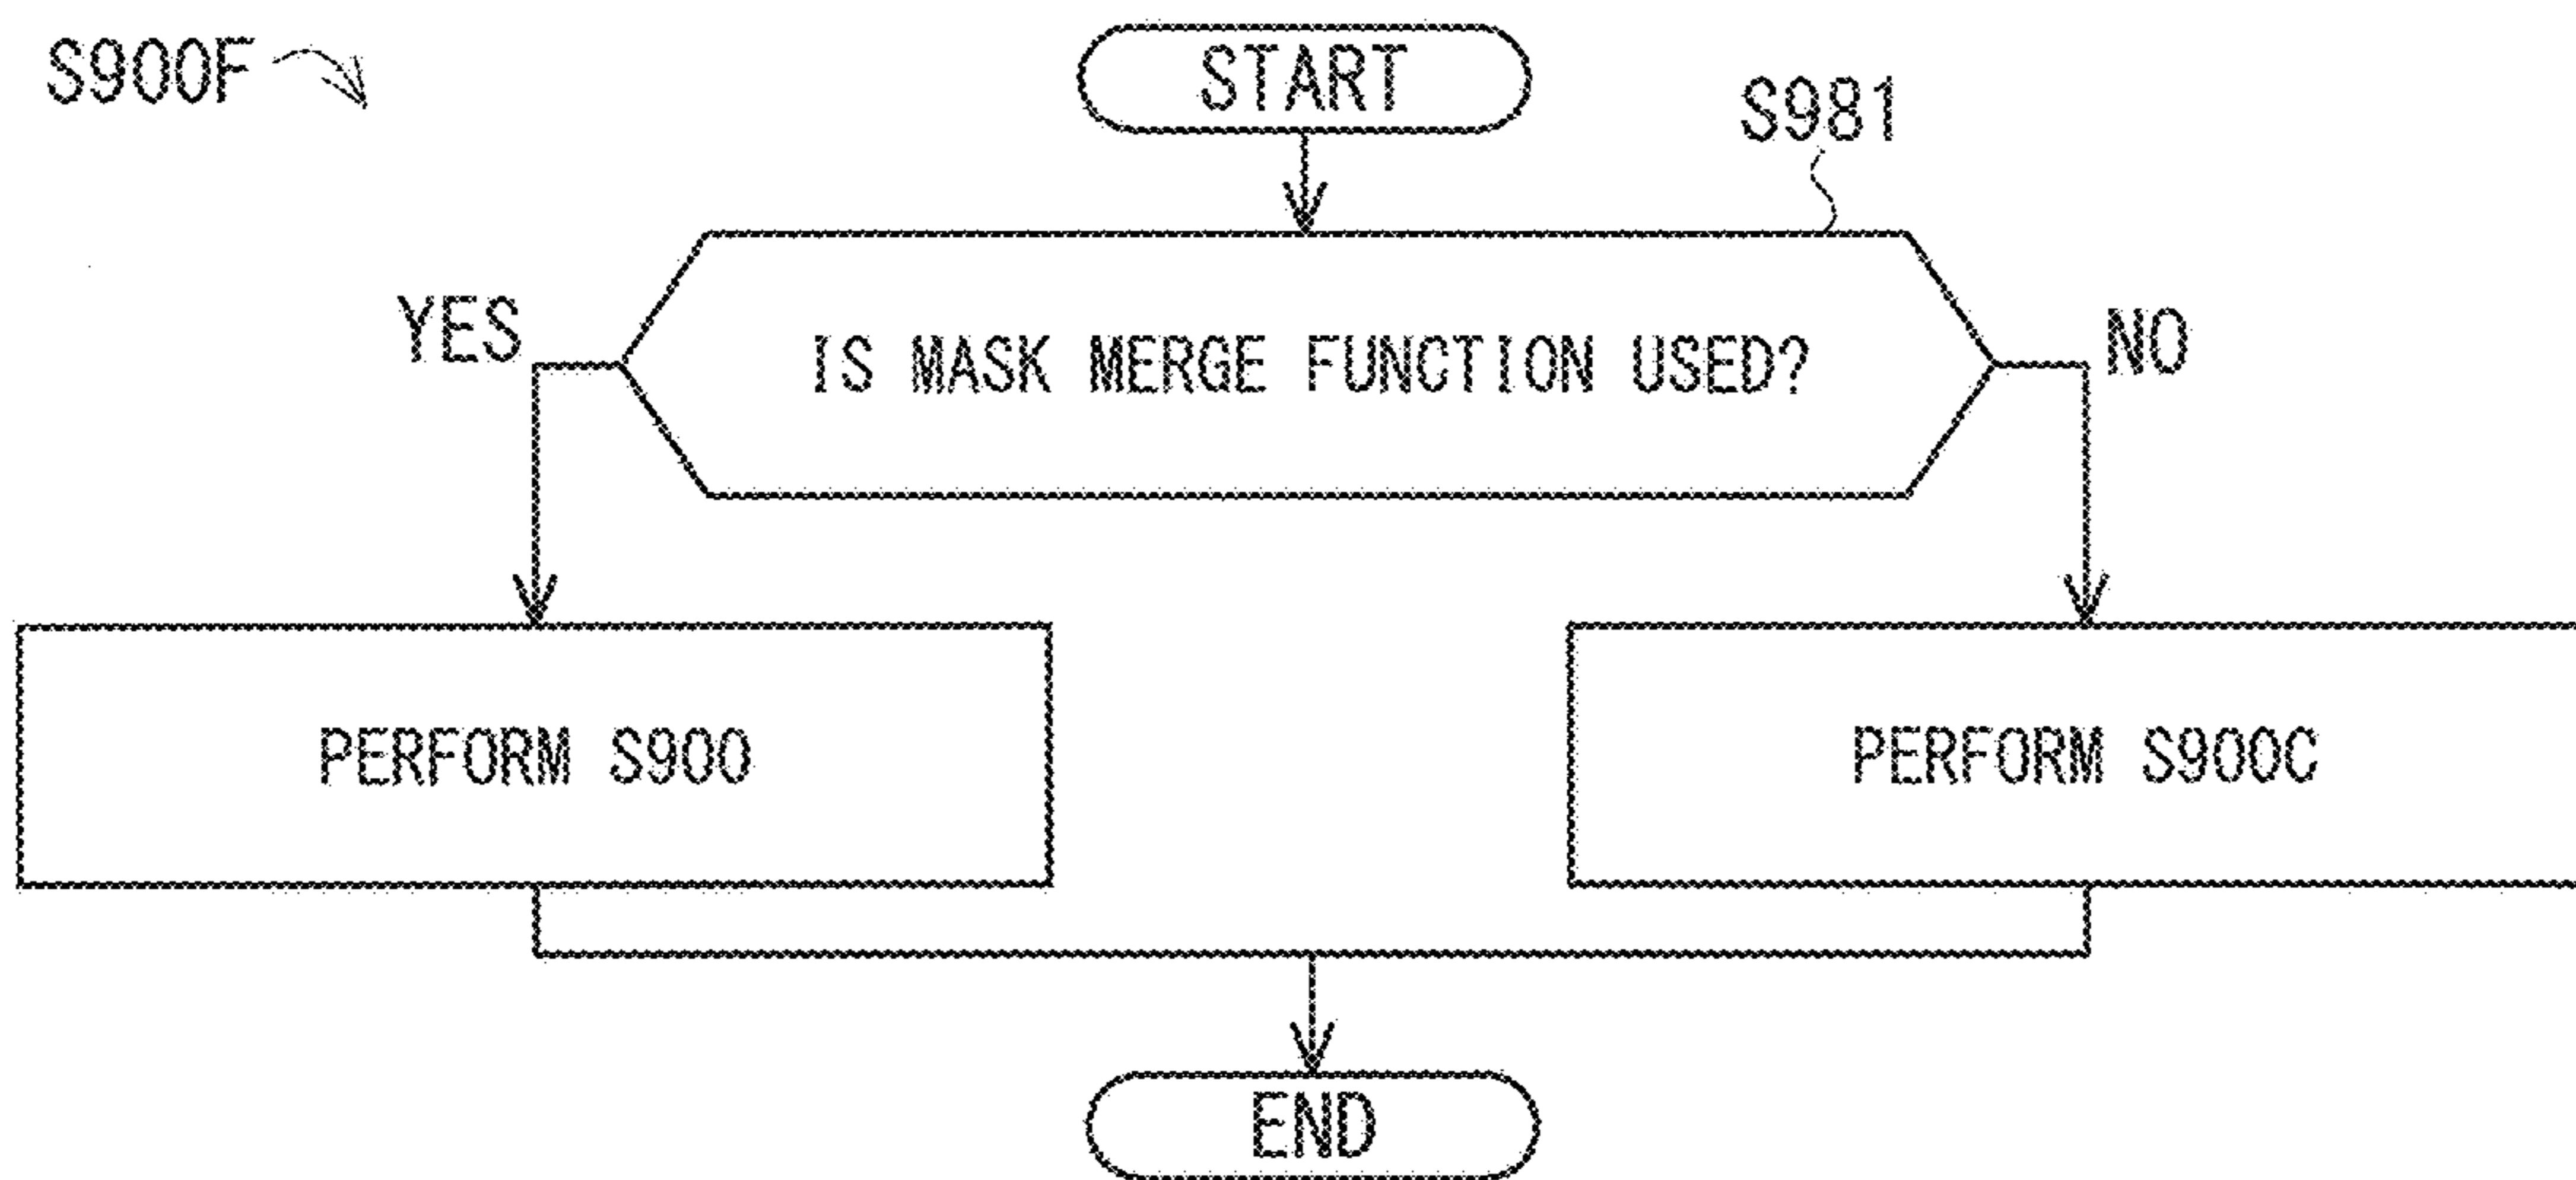 S900F
START
S981
YES
IS MASK MERGE FUNCTION USED?
NO
PERFORM S900
PERFORM S900C
END